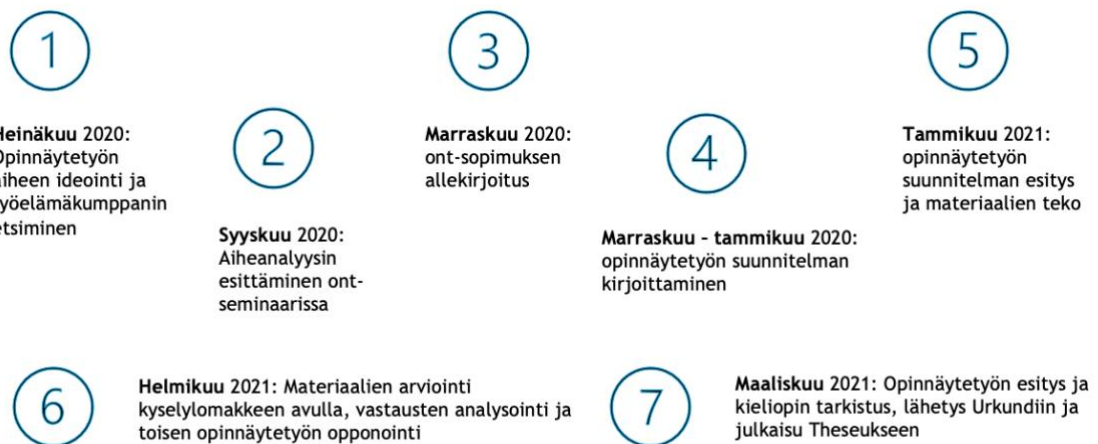 1
Heinäkuu 2020:
Opinnäytetyön
aiheen ideointi ja
työelämäkumppanin
etsiminen
2
Syyskuu 2020:
Aiheanalyysin
esittäminen ont-
seminaarissa
3
Marraskuu 2020:
ont-sopimuksen
allekirjoitus
4
Marraskuu - tammikuu 2020:
opinnäytetyön suunnitelman
kirjoittaminen
5
Tammikuu 2021:
opinnäytetyön
suunnitelman esitys
ja materiaalien teko
6
Helmikuu 2021: Materiaalien arviointi
kyselylomakkeen avulla, vastausten analysointi ja
toisen opinnäytetyön opponointi
7
Maaliskuu 2021: Opinnäytetyön esitys ja
kieliopin tarkistus, lähetys Urkundiin ja
julkaisu Theseukseen